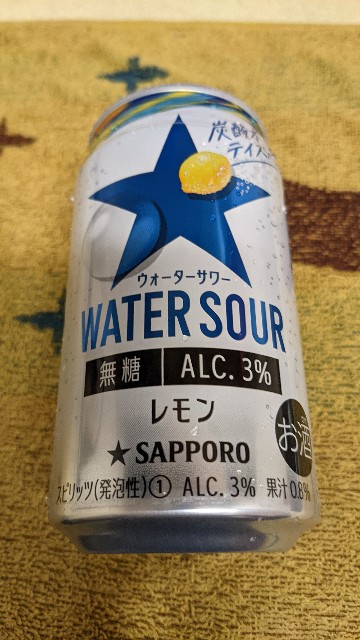 炭酸水
テイスト
ウォーターサワー
WATER SOUR
無糖 ALC. 3%
レモン
★SAPPORO
お酒
スピリッツ(発泡性)① ALC. 3% 果汁0.8%